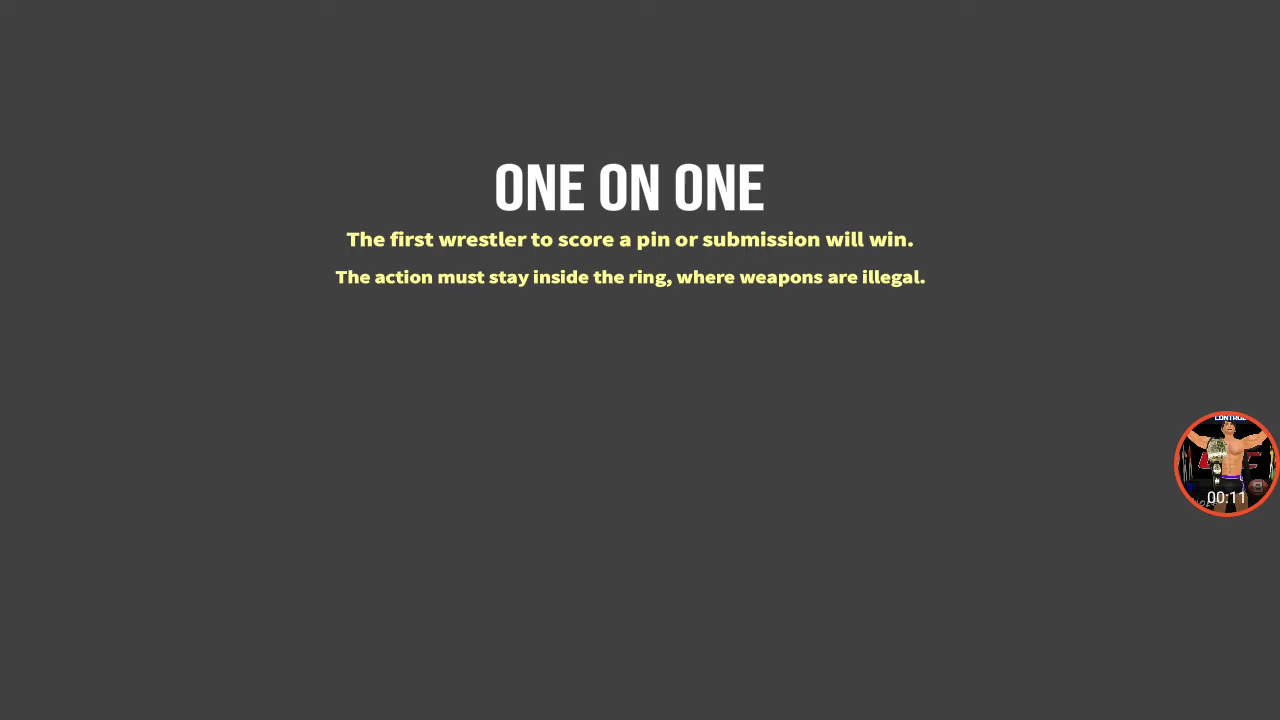 ONE ON ONE
The first wrestler to score a pin or submission will win.
The action must stay inside the ring, where weapons are illegal.
00:11